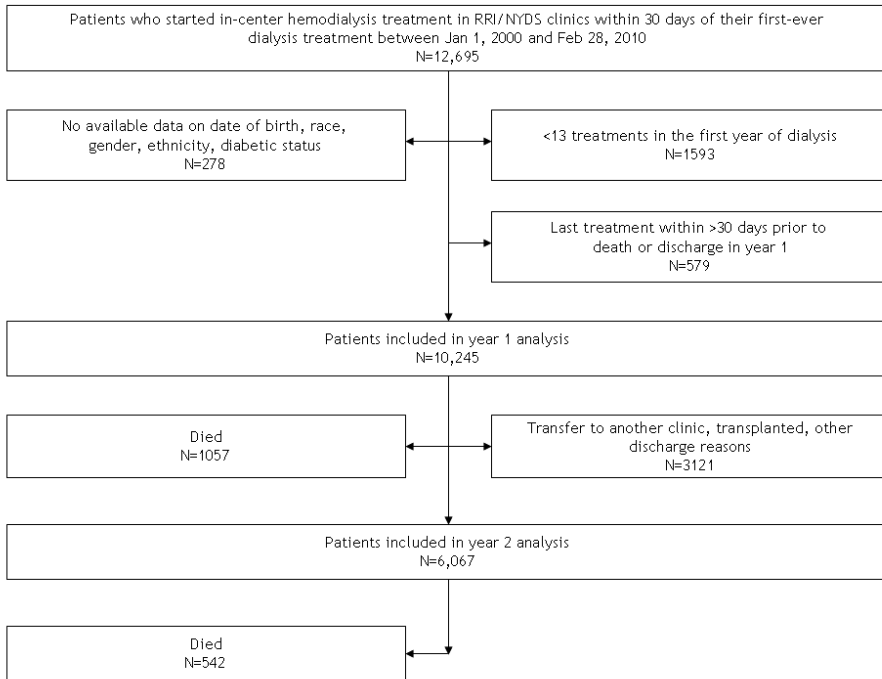 Patients who started in-center hemodialysis treatment in RRI/NYDS clinics within 30 days of their first-ever
dialysis treatment between Jan 1, 2000 and Feb 28, 2010
N=12,695
No available data on date of birth, race,
gender, ethnicity, diabetic status
N=278
<13 treatments in the first year of dialysis
N=1593
Last treatment within >30 days prior to
death or discharge in year 1
N=579
Patients included in year 1 analysis
N=10,245
Died
N=1057
Transfer to another clinic, transplanted, other
discharge reasons
N=3121
Patients included in year 2 analysis
N=6,067
Died
N=542